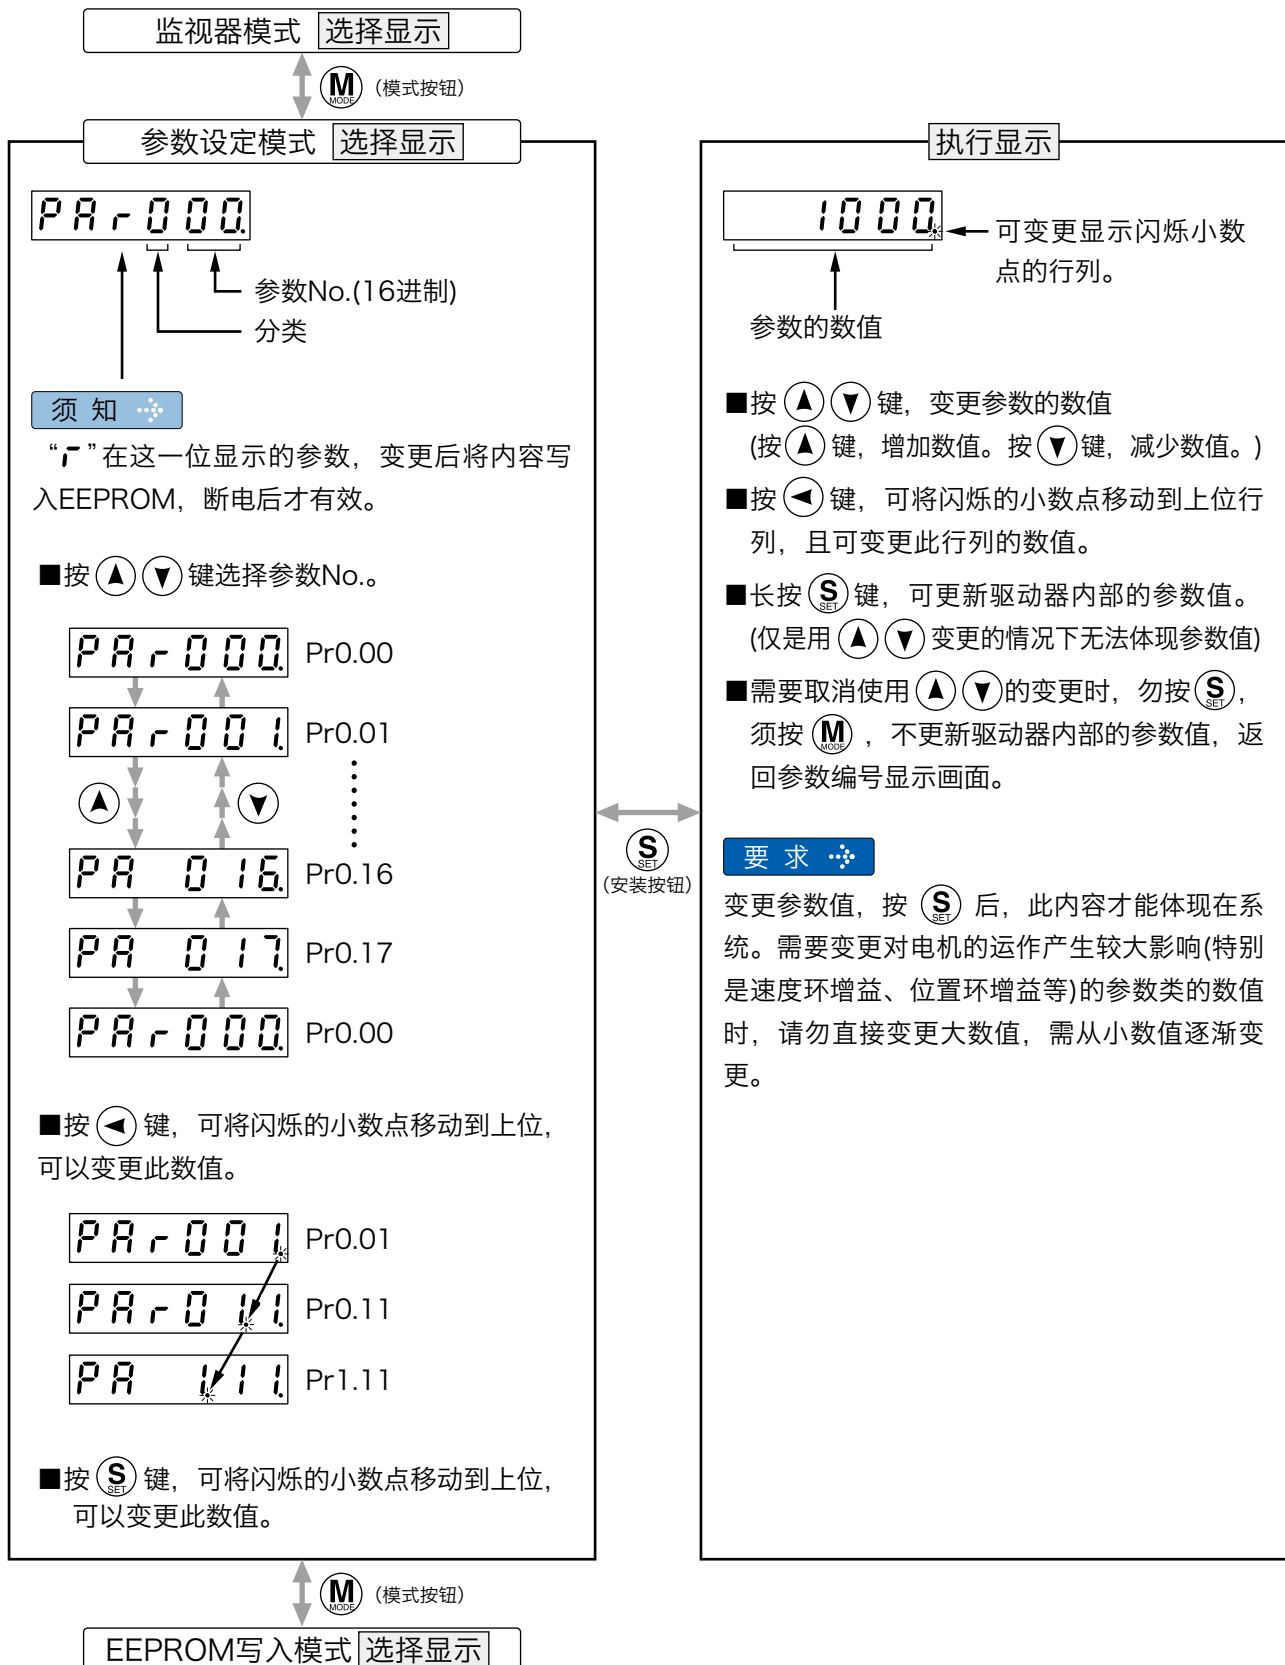 监视器模式 选择显示
M MODE (模式按钮)
参数设定模式 选择显示
PAr000.
参数No.(16进制)
分类
须 知
“r”在这一位显示的参数，变更后将内容写
入EEPROM，断电后才有效。
■按 键选择参数No.。
PAr000. Pr0.00
PAr001. Pr0.01
PA 016. Pr0.16
PA 017. Pr0.17
PAr000. Pr0.00
■按 键，可将闪烁的小数点移动到上位，
可以变更此数值。
PAr001. Pr0.01
PAr01.1. Pr0.11
PA 1.11. Pr1.11
■按 S SET 键，可将闪烁的小数点移动到上位，
可以变更此数值。
S SET
(安装按钮)
执行显示
1000.
可变更显示闪烁小数
点的行列。
参数的数值
■按 键，变更参数的数值
(按 键，增加数值。按 键，减少数值。)
■按 键，可将闪烁的小数点移动到上位行
列，且可变更此行列的数值。
■长按 S SET 键，可更新驱动器内部的参数值。
(仅是用 变更的情况下无法体现参数值)
■需要取消使用 的变更时，勿按 S SET，
须按 M MODE，不更新驱动器内部的参数值，返
回参数编号显示画面。
要 求
变更参数值，按 S SET 后，此内容才能体现在系
统。需要变更对电机的运作产生较大影响(特别
是速度环增益、位置环增益等)的参数类的数值
时，请勿直接变更大数值，需从小数值逐渐变
更。
M MODE (模式按钮)
EEPROM写入模式 选择显示